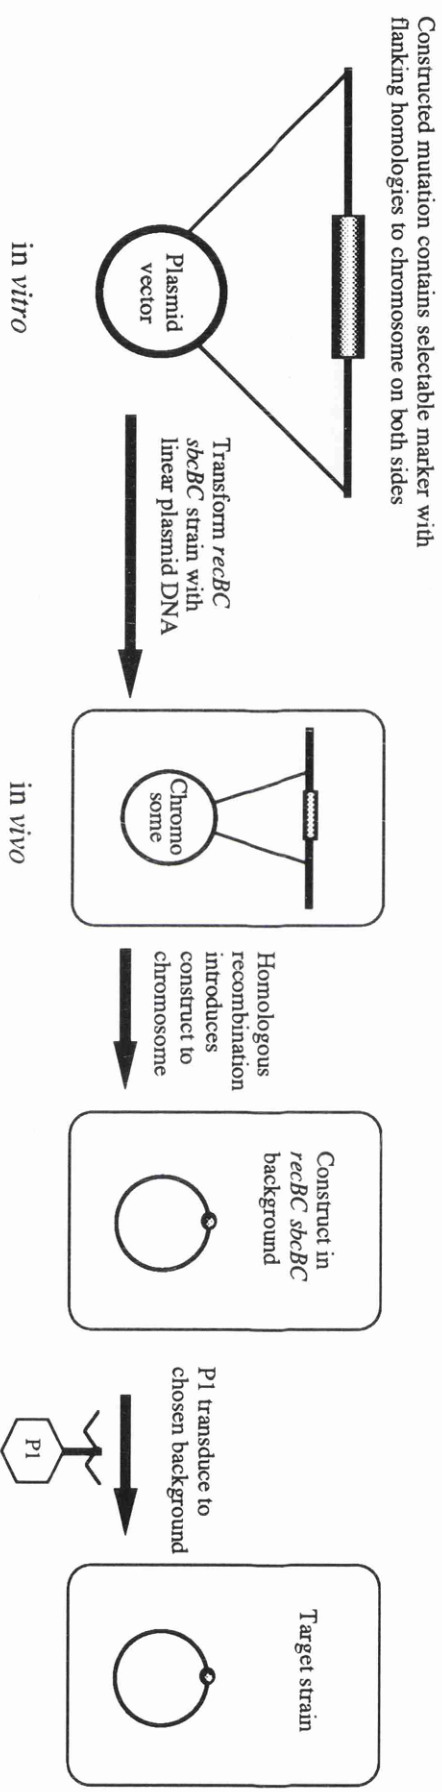 Constructed mutation contains selectable marker with
flanking homologies to chromosome on both sides
Plasmid
vector
in vitro
Transform recBC
sbcBC strain with
linear plasmid DNA
Chromo
some
in vivo
Homologous
recombination
introduces
construct to
chromosome
Construct in
recBC sbcBC
background
P1 transduce to
chosen background
P1
Target strain